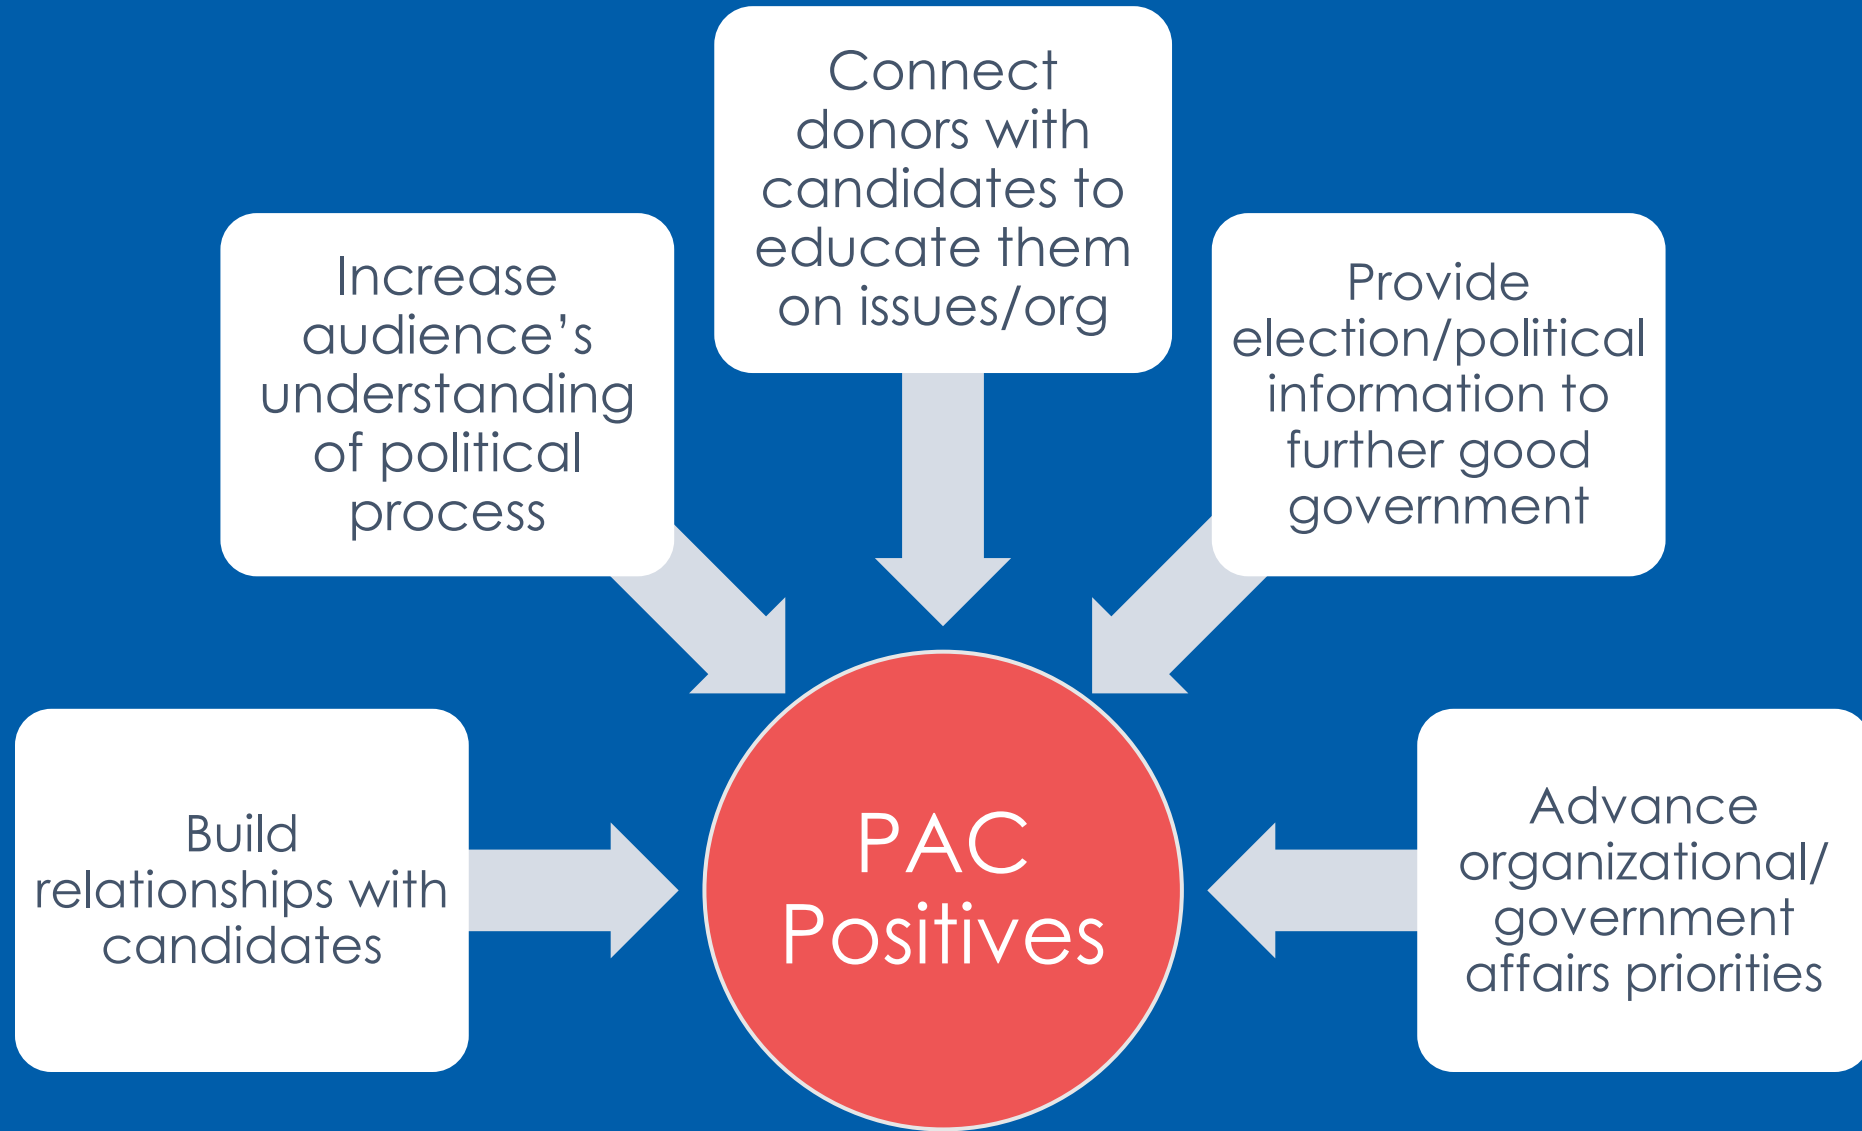 Connect
donors with
candidates to
educate them
on issues/org
Increase
audience’s
understanding
of political
process
Provide
election/political
information to
further good
government
Build
relationships with
candidates
PAC
Positives
Advance
organizational/
government
affairs priorities